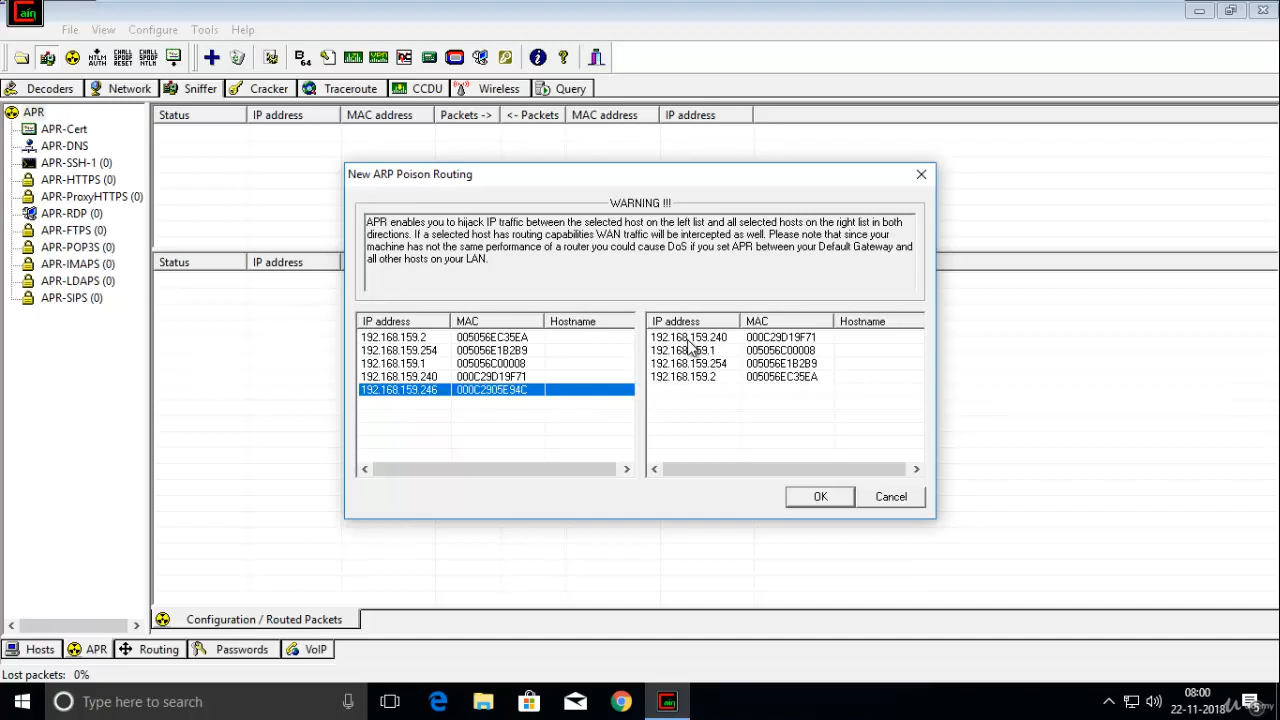 Cain
File View Configure Tools Help
Decoders Network Sniffer Cracker Traceroute CCDU Wireless Query
APR
APR-Cert
APR-DNS
APR-SSH-1 (0)
APR-HTTPS (0)
APR-ProxyHTTPS (0)
APR-RDP (0)
APR-FTPS (0)
APR-POP3S (0)
APR-IMAPS (0)
APR-LDAPS (0)
APR-SIPS (0)
Status IP address MAC address Packets -> <- Packets MAC address IP address
Status IP address
New ARP Poison Routing
WARNING !!!
APR enables you to hijack IP traffic between the selected host on the left list and all selected hosts on the right list in both
directions. If a selected host has routing capabilities WAN traffic will be intercepted as well. Please note that since your
machine has not the same performance of a router you could cause DoS if you set APR between your Default Gateway and
all other hosts on your LAN.
IP address MAC Hostname
192.168.159.2 005056EC35EA
192.168.159.254 005056E1B2B9
192.168.159.1 005056C00008
192.168.159.240 000C29D19F71
192.168.159.246 000C2905E94C
IP address MAC Hostname
192.168.159.240 000C29D19F71
192.168.159.1 005056C00008
192.168.159.254 005056E1B2B9
192.168.159.2 005056EC35EA
OK Cancel
Configuration / Routed Packets
Hosts APR Routing Passwords VoIP
Lost packets: 0%
Type here to search
08:00
22-11-2018